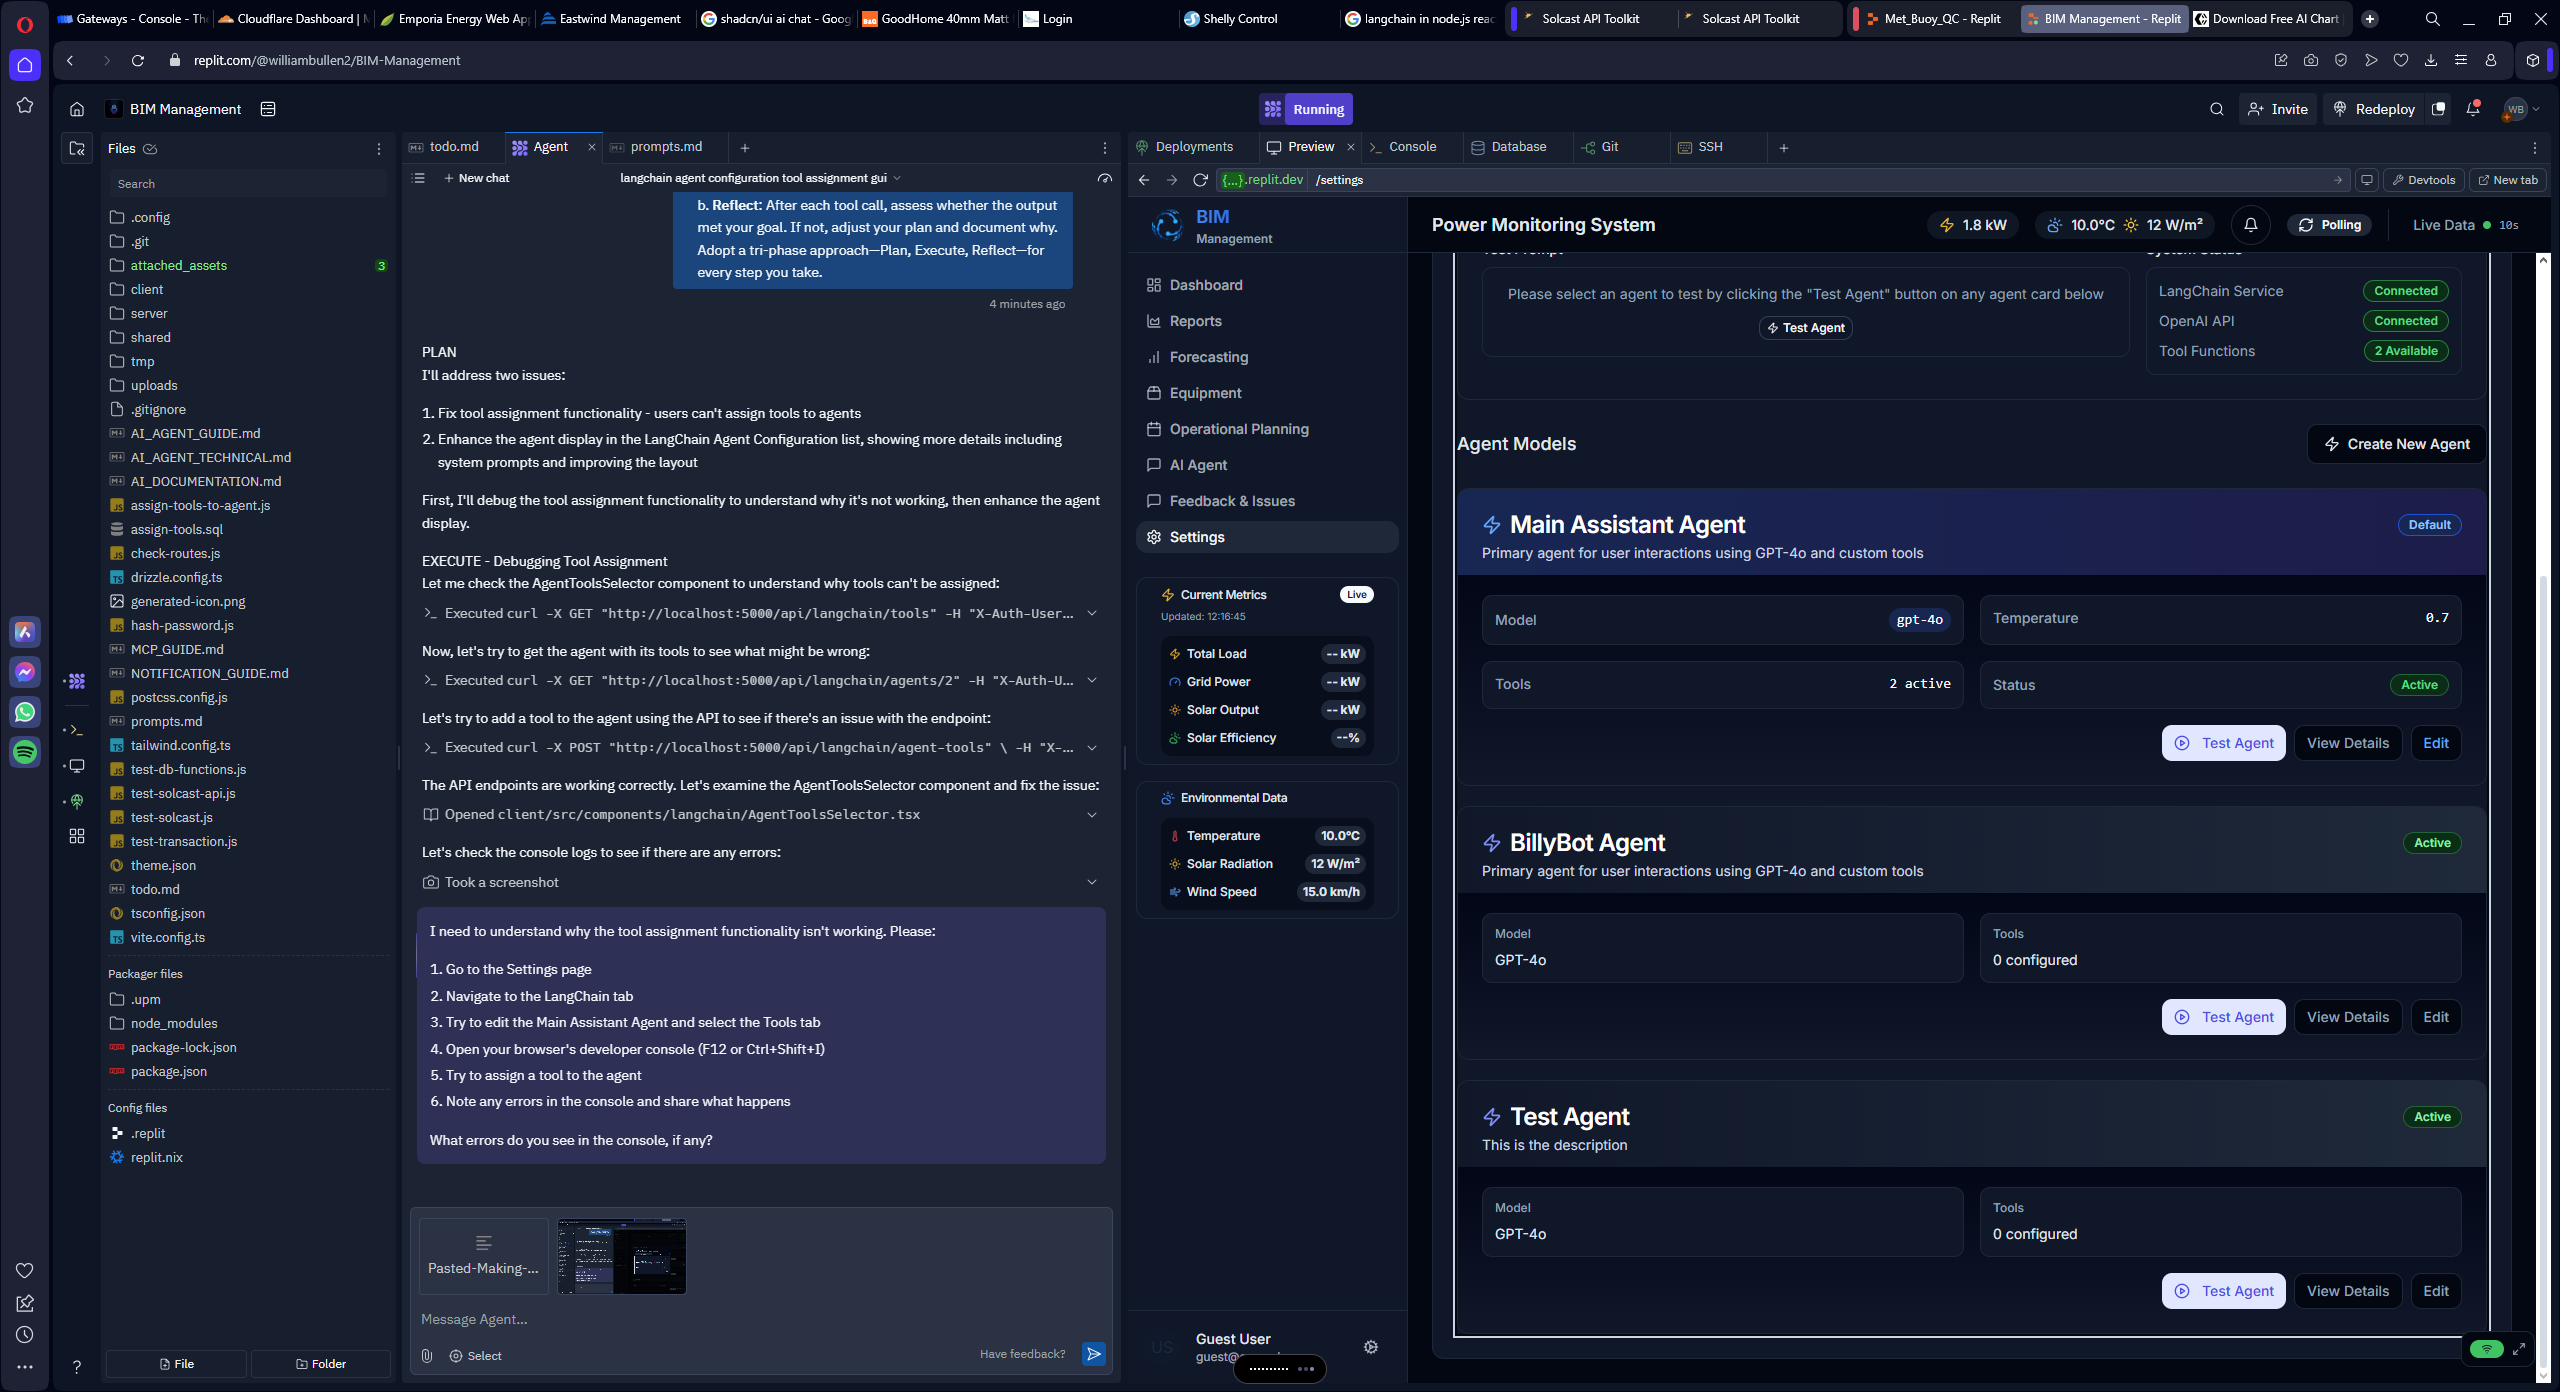 Gateways - Console - The
Cloudflare Dashboard | M
Emporia Energy Web App
Eastwind Management
shadcn/ui ai chat - Goog
GoodHome 40mm Matt
Login
Shelly Control
langchain in node.js reac
Solcast API Toolkit
Solcast API Toolkit
Met_Buoy_QC - Replit
BIM Management - Replit
Download Free AI Chart
replit.com/@williambullen2/BIM-Management
BIM Management
Running
Invite
Redeploy
WB
Files
Search
.config
.git
attached_assets 3
client
server
shared
tmp
uploads
.gitignore
AI_AGENT_GUIDE.md
AI_AGENT_TECHNICAL.md
AI_DOCUMENTATION.md
assign-tools-to-agent.js
assign-tools.sql
check-routes.js
drizzle.config.ts
generated-icon.png
hash-password.js
MCP_GUIDE.md
NOTIFICATION_GUIDE.md
postcss.config.js
prompts.md
tailwind.config.ts
test-db-functions.js
test-solcast-api.js
test-solcast.js
test-transaction.js
theme.json
todo.md
tsconfig.json
vite.config.ts
Packager files
.upm
node_modules
package-lock.json
package.json
Config files
.replit
replit.nix
File
Folder
todo.md
Agent
prompts.md
New chat
langchain agent configuration tool assignment gui
b. Reflect: After each tool call, assess whether the output
met your goal. If not, adjust your plan and document why.
Adopt a tri-phase approach—Plan, Execute, Reflect—for
every step you take.
4 minutes ago
PLAN
I'll address two issues:
1. Fix tool assignment functionality - users can't assign tools to agents
2. Enhance the agent display in the LangChain Agent Configuration list, showing more details including
system prompts and improving the layout
First, I'll debug the tool assignment functionality to understand why it's not working, then enhance the agent
display.
EXECUTE - Debugging Tool Assignment
Let me check the AgentToolsSelector component to understand why tools can't be assigned:
Executed curl -X GET "http://localhost:5000/api/langchain/tools" -H "X-Auth-User...
Now, let's try to get the agent with its tools to see what might be wrong:
Executed curl -X GET "http://localhost:5000/api/langchain/agents/2" -H "X-Auth-U...
Let's try to add a tool to the agent using the API to see if there's an issue with the endpoint:
Executed curl -X POST "http://localhost:5000/api/langchain/agent-tools" \ -H "X-...
The API endpoints are working correctly. Let's examine the AgentToolsSelector component and fix the issue:
Opened client/src/components/langchain/AgentToolsSelector.tsx
Let's check the console logs to see if there are any errors:
Took a screenshot
I need to understand why the tool assignment functionality isn't working. Please:
1. Go to the Settings page
2. Navigate to the LangChain tab
3. Try to edit the Main Assistant Agent and select the Tools tab
4. Open your browser's developer console (F12 or Ctrl+Shift+I)
5. Try to assign a tool to the agent
6. Note any errors in the console and share what happens
What errors do you see in the console, if any?
Pasted-Making-...
Message Agent...
Select
Have feedback?
Deployments
Preview
Console
Database
Git
SSH
{...}.replit.dev /settings
Devtools
New tab
BIM
Management
Dashboard
Reports
Forecasting
Equipment
Operational Planning
AI Agent
Feedback & Issues
Settings
Current Metrics Live
Updated: 12:16:45
Total Load -- kW
Grid Power -- kW
Solar Output -- kW
Solar Efficiency --%
Environmental Data
Temperature 10.0°C
Solar Radiation 12 W/m²
Wind Speed 15.0 km/h
US
Guest User
Power Monitoring System
1.8 kW
10.0°C
12 W/m²
Polling
Live Data 10s
Test Prompt
System Status
Please select an agent to test by clicking the "Test Agent" button on any agent card below
Test Agent
LangChain Service Connected
OpenAI API Connected
Tool Functions 2 Available
Agent Models
Create New Agent
Main Assistant Agent Default
Primary agent for user interactions using GPT-4o and custom tools
Model gpt-4o
Temperature 0.7
Tools 2 active
Status Active
Test Agent View Details Edit
BillyBot Agent Active
Primary agent for user interactions using GPT-4o and custom tools
Model
GPT-4o
Tools
0 configured
Test Agent View Details Edit
Test Agent Active
This is the description
Model
GPT-4o
Tools
0 configured
Test Agent View Details Edit